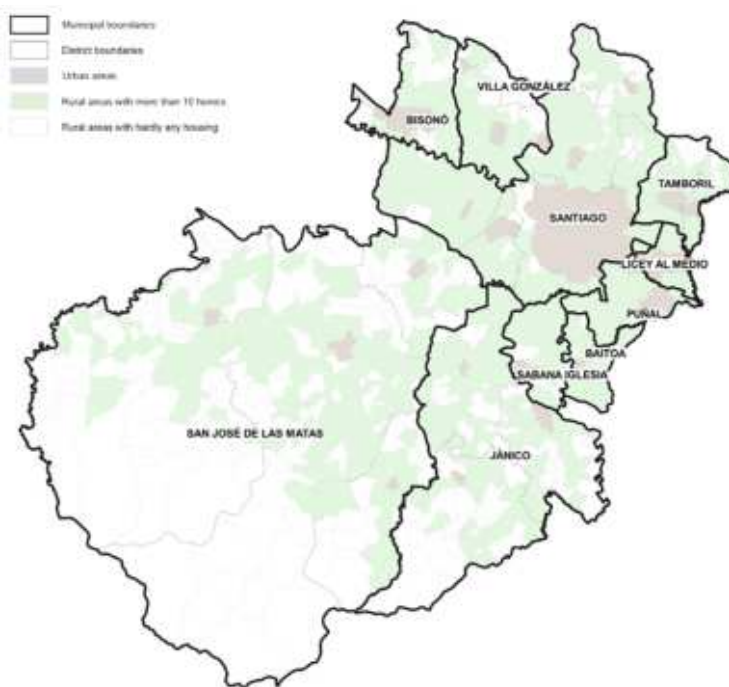 Municipal boundaries
District boundaries
Urban areas
Rural areas with more than 10 homes
Rural areas with hardly any housing
VILLA GONZÁLEZ
BISONÓ
TAMBORIL
SANTIAGO
LICEY AL MEDIO
PUÑAL
BAITOA
SABANA IGLESIA
SAN JOSÉ DE LAS MATAS
JÁNICO